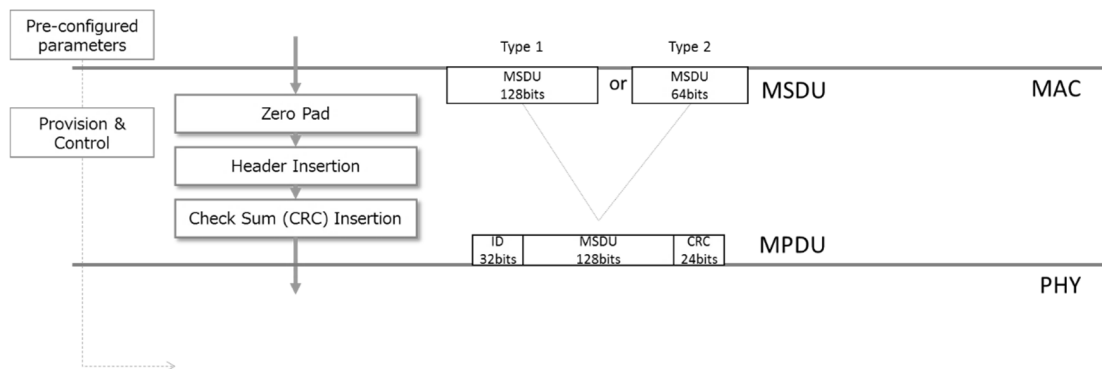 Pre-configured
parameters
Provision &
Control
Zero Pad
Header Insertion
Check Sum (CRC) Insertion
Type 1
Type 2
MSDU
128bits
or
MSDU
64bits
MSDU
MAC
ID
32bits
MSDU
128bits
CRC
24bits
MPDU
PHY